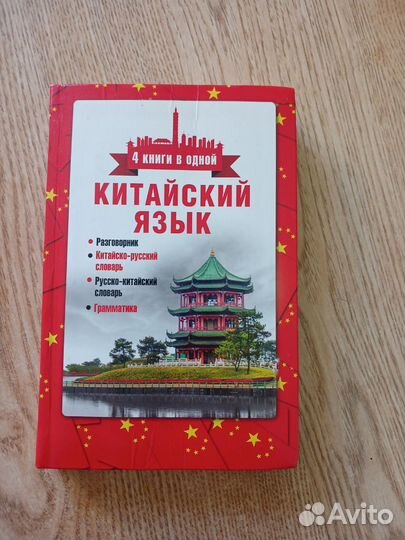 4 КНИГИ В ОДНОЙ
КИТАЙСКИЙ
ЯЗЫК
• Разговорник
• Китайско-русский
словарь
• Русско-китайский
словарь
• Грамматика
Avito